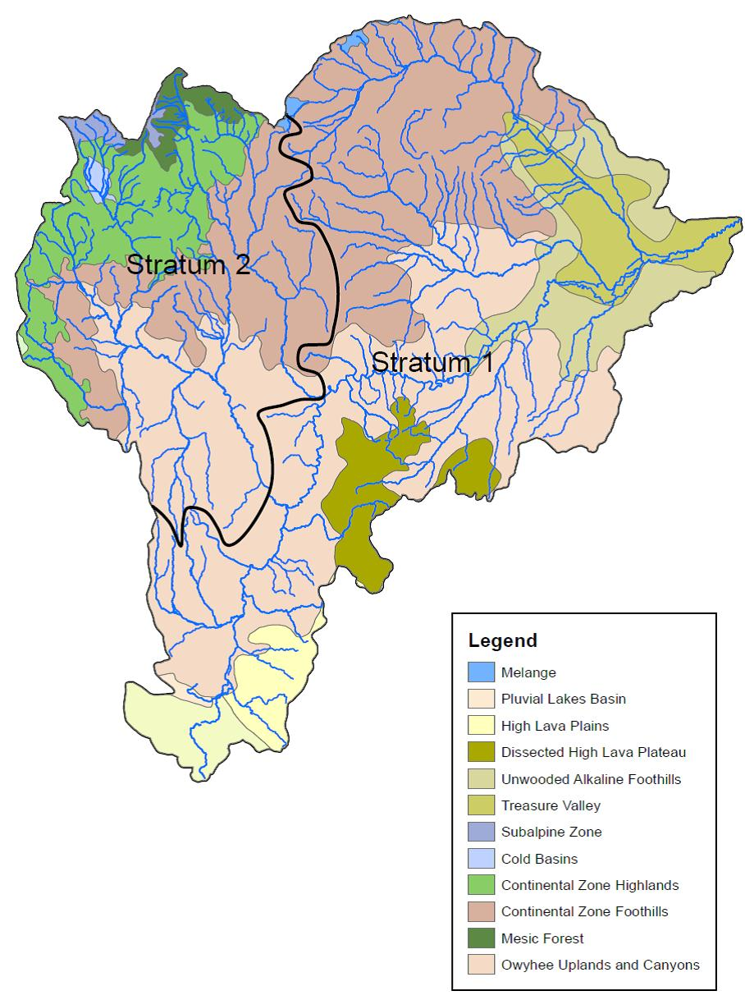 Stratum 2
Stratum 1
Legend
Melange
Pluvial Lakes Basin
High Lava Plains
Dissected High Lava Plateau
Unwooded Alkaline Foothills
Treasure Valley
Subalpine Zone
Cold Basins
Continental Zone Highlands
Continental Zone Foothills
Mesic Forest
Owyhee Uplands and Canyons